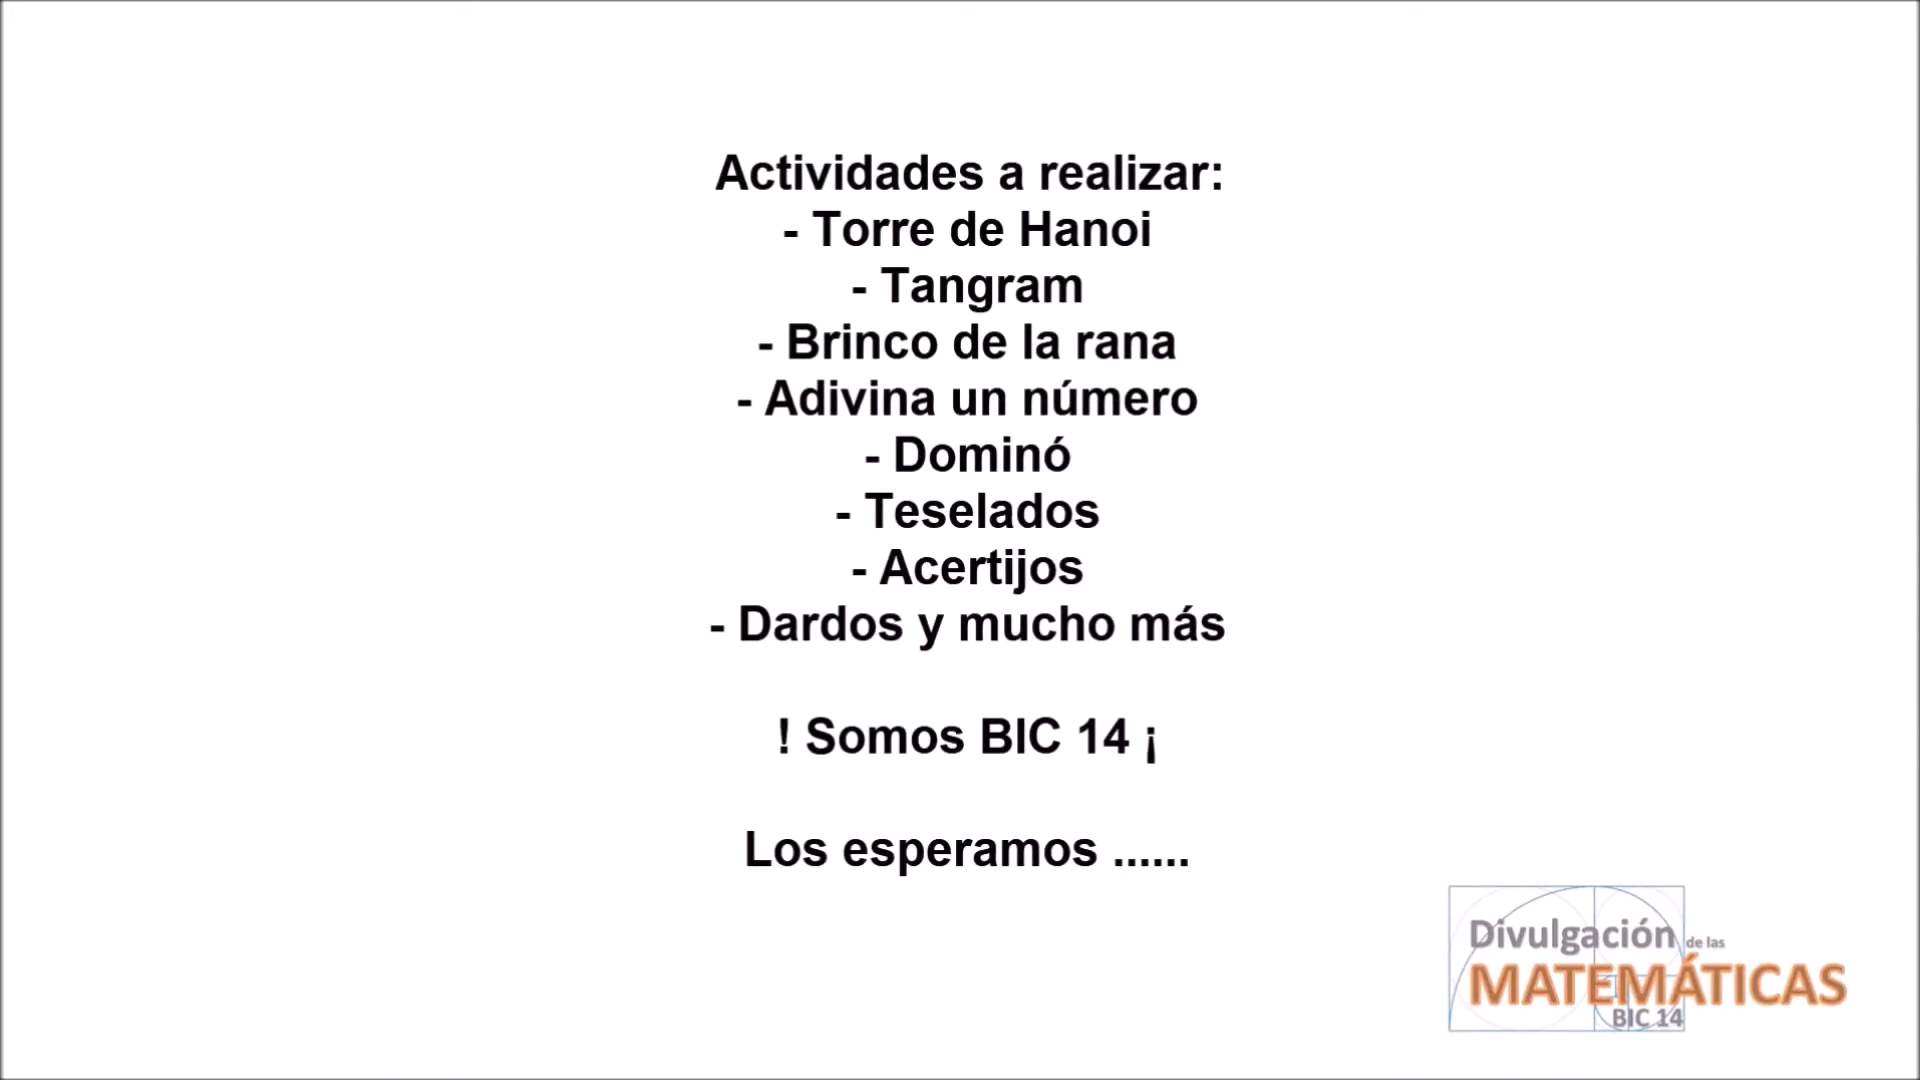 Actividades a realizar:
- Torre de Hanoi
- Tangram
- Brinco de la rana
- Adivina un número
- Dominó
- Teselados
- Acertijos
- Dardos y mucho más
! Somos BIC 14 ¡
Los esperamos ......
Divulgación de las
MATEMÁTICAS
BIC 14